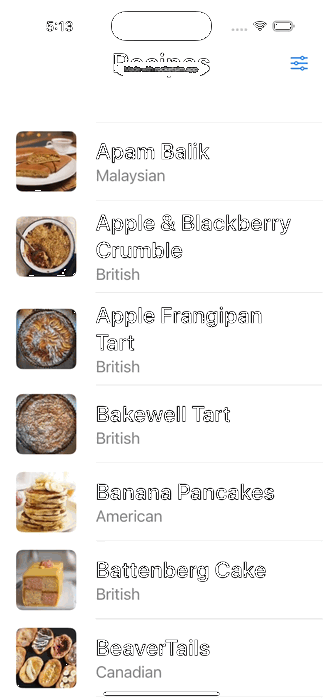 5:13
Recipes
Apam Balik
Malaysian
Apple & Blackberry
Crumble
British
Apple Frangipan
Tart
British
Bakewell Tart
British
Banana Pancakes
American
Battenberg Cake
British
BeaverTails
Canadian